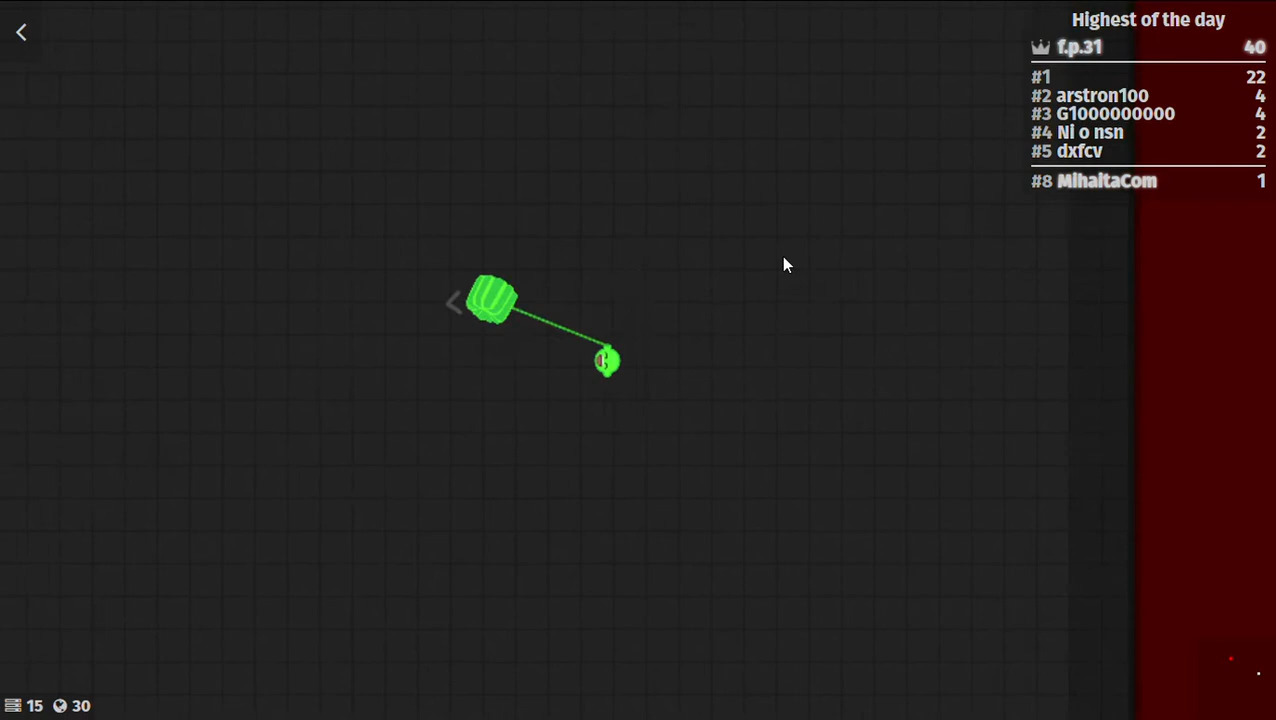 Highest of the day
f.p.31 40
#1 22
#2 arstron100 4
#3 G1000000000 4
#4 Ni o nsn 2
#5 dxfcv 2
#8 MihaitaCom 1
15 30